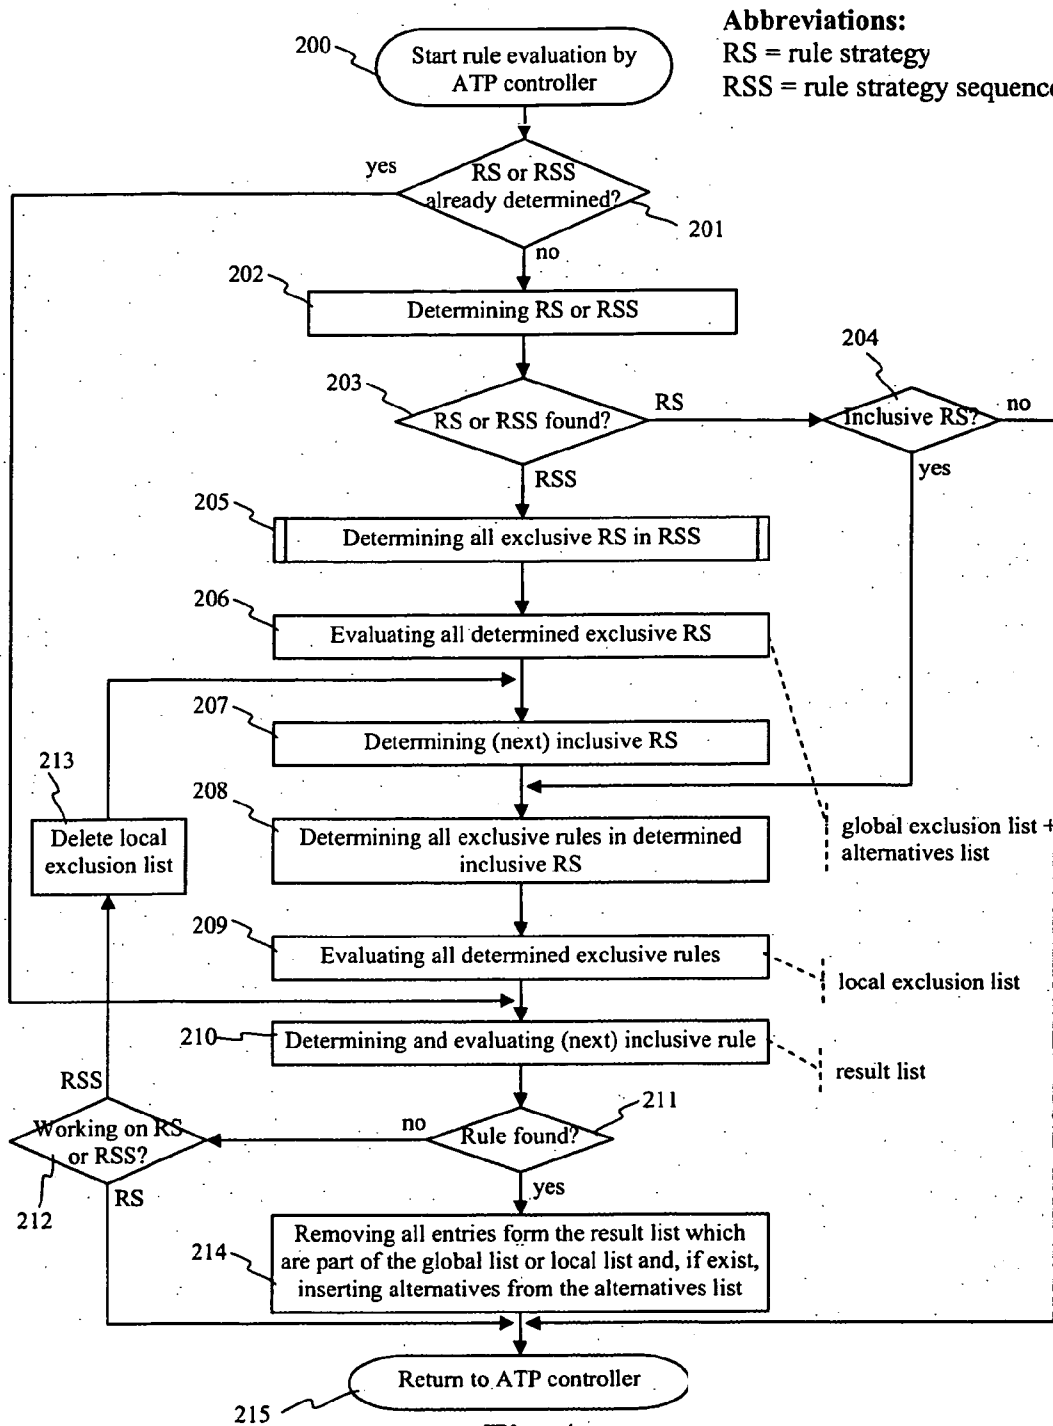 Abbreviations:
RS = rule strategy
RSS = rule strategy sequence
200
Start rule evaluation by
ATP controller
yes
RS or RSS
already determined?
201
no
202
Determining RS or RSS
204
203
RS or RSS found?
RS
Inclusive RS?
no
RSS
yes
205
Determining all exclusive RS in RSS
206
Evaluating all determined exclusive RS
207
Determining (next) inclusive RS
213
208
Delete local
exclusion list
Determining all exclusive rules in determined
inclusive RS
global exclusion list +
alternatives list
209
Evaluating all determined exclusive rules
local exclusion list
210
Determining and evaluating (next) inclusive rule
result list
RSS
211
Working on RS
or RSS?
no
Rule found?
RS
yes
212
214
Removing all entries form the result list which
are part of the global list or local list and, if exist,
inserting alternatives from the alternatives list
Return to ATP controller
215